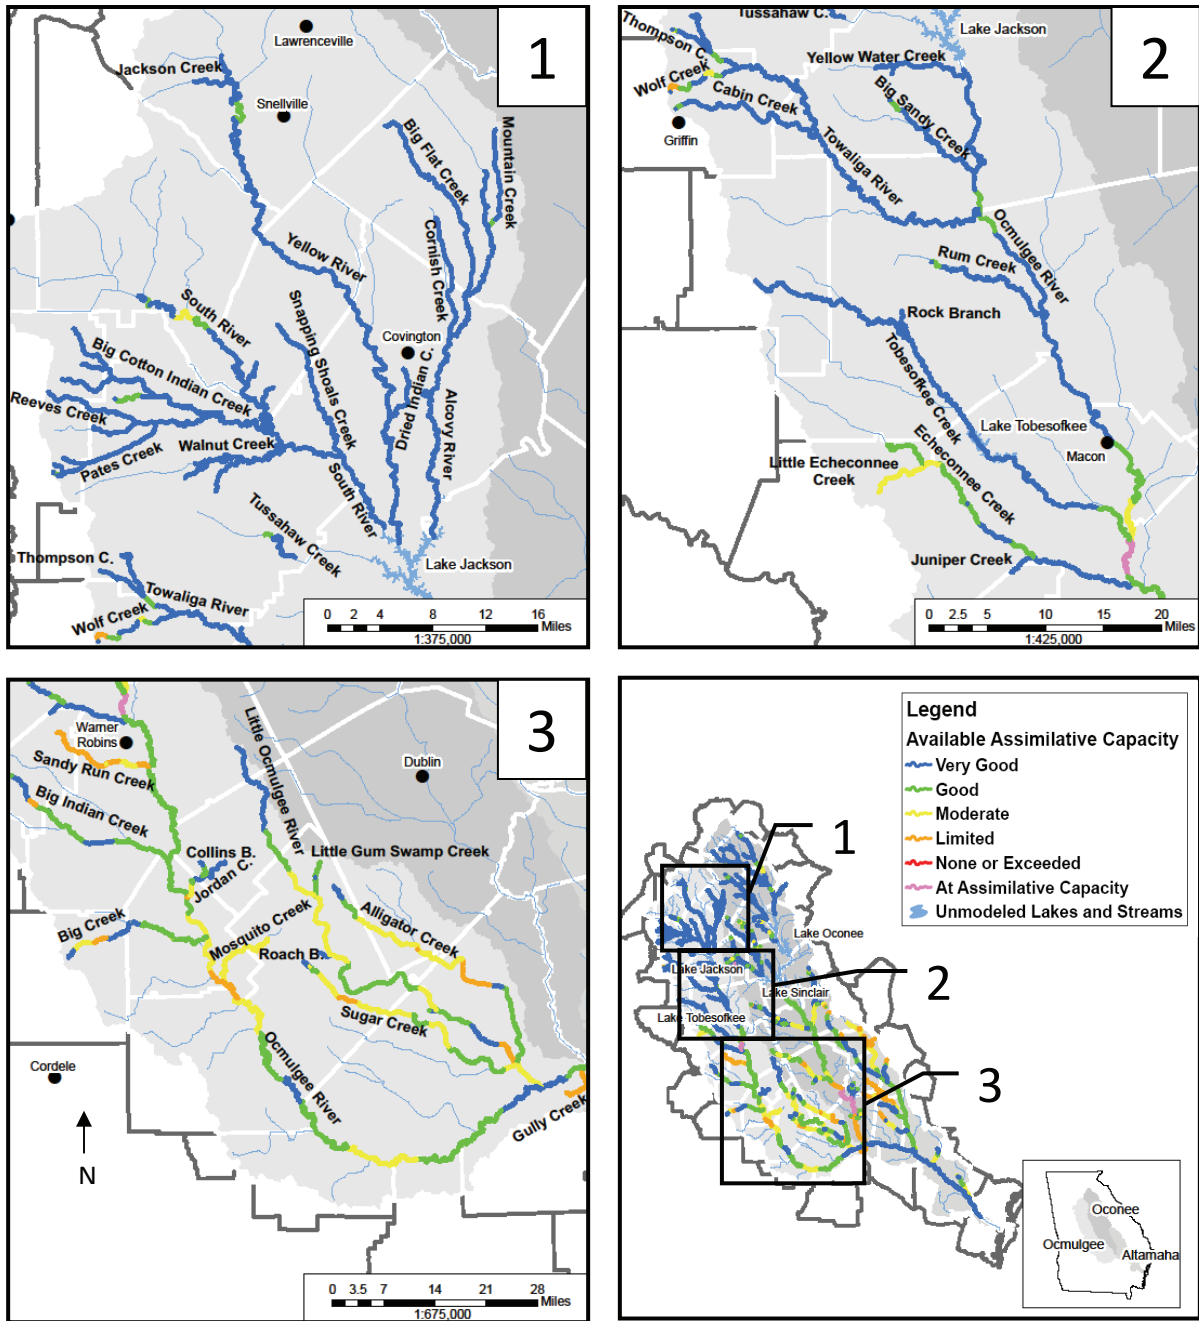 1
Lawrenceville
Jackson Creek
Snellville
Big Flat Creek
Mountain Creek
Cornish Creek
Yellow River
South River
Snapping Shoals Creek
Covington
Big Cotton Indian Creek
Dried Indian C.
Reeves Creek
Alcovy River
Walnut Creek
Pates Creek
South River
Tussahaw Creek
Thompson C.
Lake Jackson
Towaliga River
Wolf Creek
0 2 4 8 12 16
Miles
1:375,000
2
Tussahaw C.
Thompson C.
Lake Jackson
Yellow Water Creek
Wolf Creek
Cabin Creek
Big Sandy Creek
Griffin
Towaliga River
Ocmulgee River
Rum Creek
Rock Branch
Tobesofkee Creek
Lake Tobesofkee
Macon
Echeconnee Creek
Little Echeconnee
Creek
Juniper Creek
0 2.5 5 10 15 20
Miles
1:425,000
3
Little Ocmulgee River
Warner
Robins
Dublin
Sandy Run Creek
Big Indian Creek
Collins B.
Little Gum Swamp Creek
Jordan C.
Big Creek
Mosquito Creek
Alligator Creek
Roach B.
Sugar Creek
Ocmulgee River
Cordele
Gully Creek
N
0 3.5 7 14 21 28
Miles
1:675,000
Legend
Available Assimilative Capacity
Very Good
Good
Moderate
Limited
None or Exceeded
At Assimilative Capacity
Unmodeled Lakes and Streams
1
Lake Oconee
Lake Jackson
2
Lake Sinclair
Lake Tobesofkee
3
Oconee
Ocmulgee
Altamaha